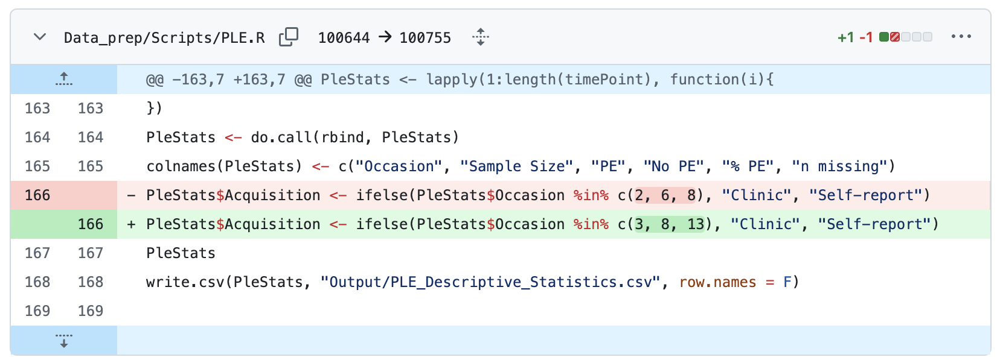 Data_prep/Scripts/PLE.R 100644 → 100755 +1 -1
@@ -163,7 +163,7 @@ PleStats <- lapply(1:length(timePoint), function(i){
163 163 })
164 164 PleStats <- do.call(rbind, PleStats)
165 165 colnames(PleStats) <- c("Occasion", "Sample Size", "PE", "No PE", "% PE", "n missing")
166 - PleStats$Acquisition <- ifelse(PleStats$Occasion %in% c(2, 6, 8), "Clinic", "Self-report")
166 + PleStats$Acquisition <- ifelse(PleStats$Occasion %in% c(3, 8, 13), "Clinic", "Self-report")
167 167 PleStats
168 168 write.csv(PleStats, "Output/PLE_Descriptive_Statistics.csv", row.names = F)
169 169